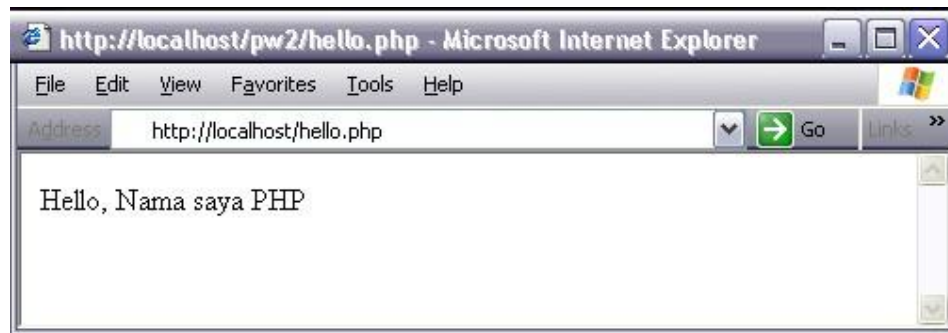 http://localhost/pw2/hello.php - Microsoft Internet Explorer
File Edit View Favorites Tools Help
Address http://localhost/hello.php Go Links »
Hello, Nama saya PHP